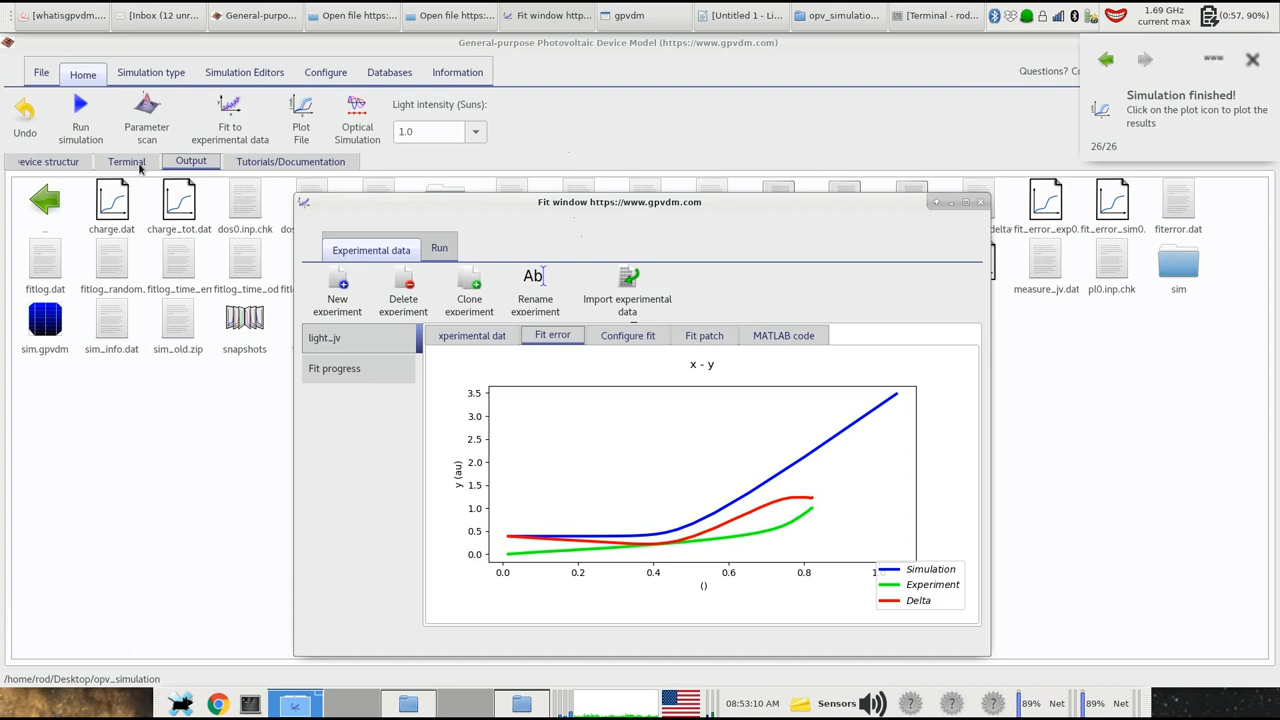 [whatisgpvdm....
[Inbox (12 unr...
General-purpo...
Open file https:...
Open file https:...
Fit window http...
gpvdm
[Untitled 1 - Li...
opv_simulatio...
[Terminal - rod...
1.69 GHz
current max
(0:57, 90%)
General-purpose Photovoltaic Device Model (https://www.gpvdm.com)
File
Home
Simulation type
Simulation Editors
Configure
Databases
Information
Questions? Co
Simulation finished!
Click on the plot icon to plot the
results
26/26
Undo
Run
simulation
Parameter
scan
Fit to
experimental data
Plot
File
Optical
Simulation
Light intensity (Suns):
1.0
evice structur
Terminal
Output
Tutorials/Documentation
..
charge.dat
charge_tot.dat
dos0.inp.chk
fit_error_exp0.
fit_error_sim0.
fiterror.dat
fitlog.dat
fitlog_random.
fitlog_time_err
fitlog_time_od
measure_jv.dat
pl0.inp.chk
sim
sim.gpvdm
sim_info.dat
sim_old.zip
snapshots
Fit window https://www.gpvdm.com
Experimental data
Run
Ab
New
experiment
Delete
experiment
Clone
experiment
Rename
experiment
Import experimental
data
light_jv
Fit progress
xperimental dat
Fit error
Configure fit
Fit patch
MATLAB code
x - y
3.5
3.0
2.5
2.0
1.5
1.0
0.5
0.0
y (au)
0.0
0.2
0.4
0.6
0.8
()
Simulation
Experiment
Delta
/home/rod/Desktop/opv_simulation
08:53:10 AM
Sensors
89%
Net
89%
Net